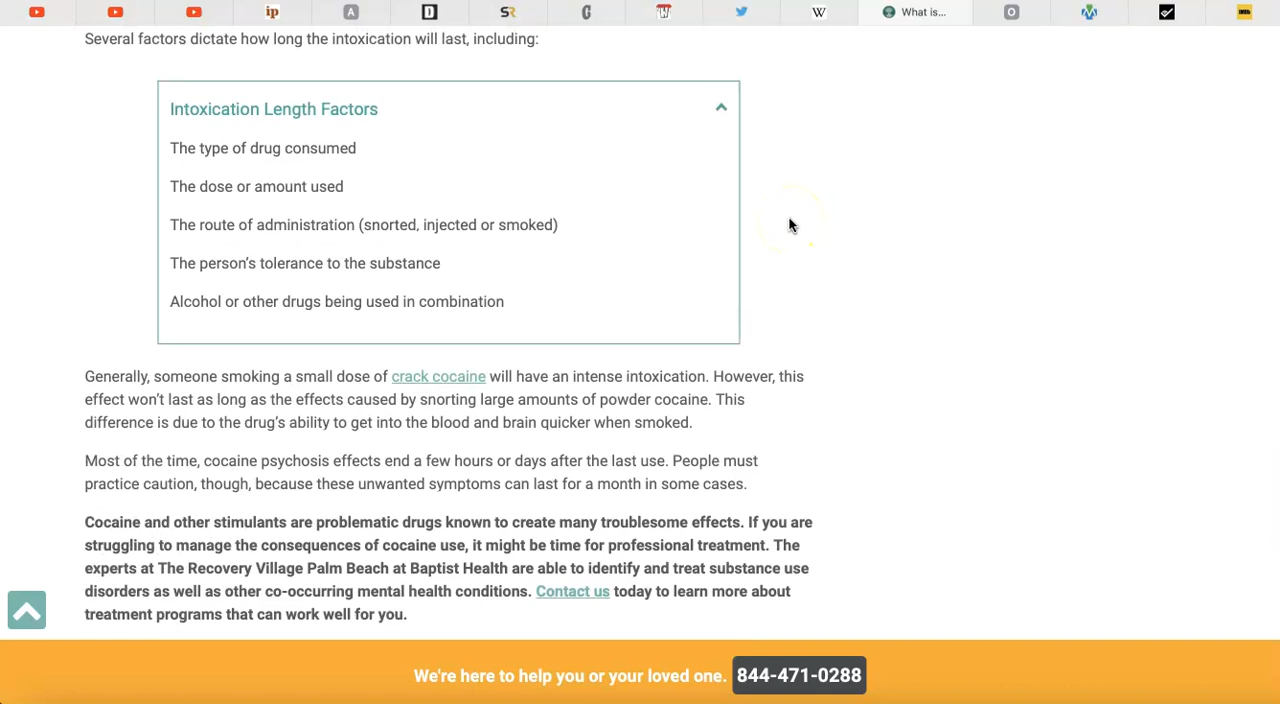 What is...
Several factors dictate how long the intoxication will last, including:
Intoxication Length Factors
The type of drug consumed
The dose or amount used
The route of administration (snorted, injected or smoked)
The person's tolerance to the substance
Alcohol or other drugs being used in combination
Generally, someone smoking a small dose of crack cocaine will have an intense intoxication. However, this
effect won't last as long as the effects caused by snorting large amounts of powder cocaine. This
difference is due to the drug's ability to get into the blood and brain quicker when smoked.
Most of the time, cocaine psychosis effects end a few hours or days after the last use. People must
practice caution, though, because these unwanted symptoms can last for a month in some cases.
Cocaine and other stimulants are problematic drugs known to create many troublesome effects. If you are
struggling to manage the consequences of cocaine use, it might be time for professional treatment. The
experts at The Recovery Village Palm Beach at Baptist Health are able to identify and treat substance use
disorders as well as other co-occurring mental health conditions. Contact us today to learn more about
treatment programs that can work well for you.
We're here to help you or your loved one. 844-471-0288